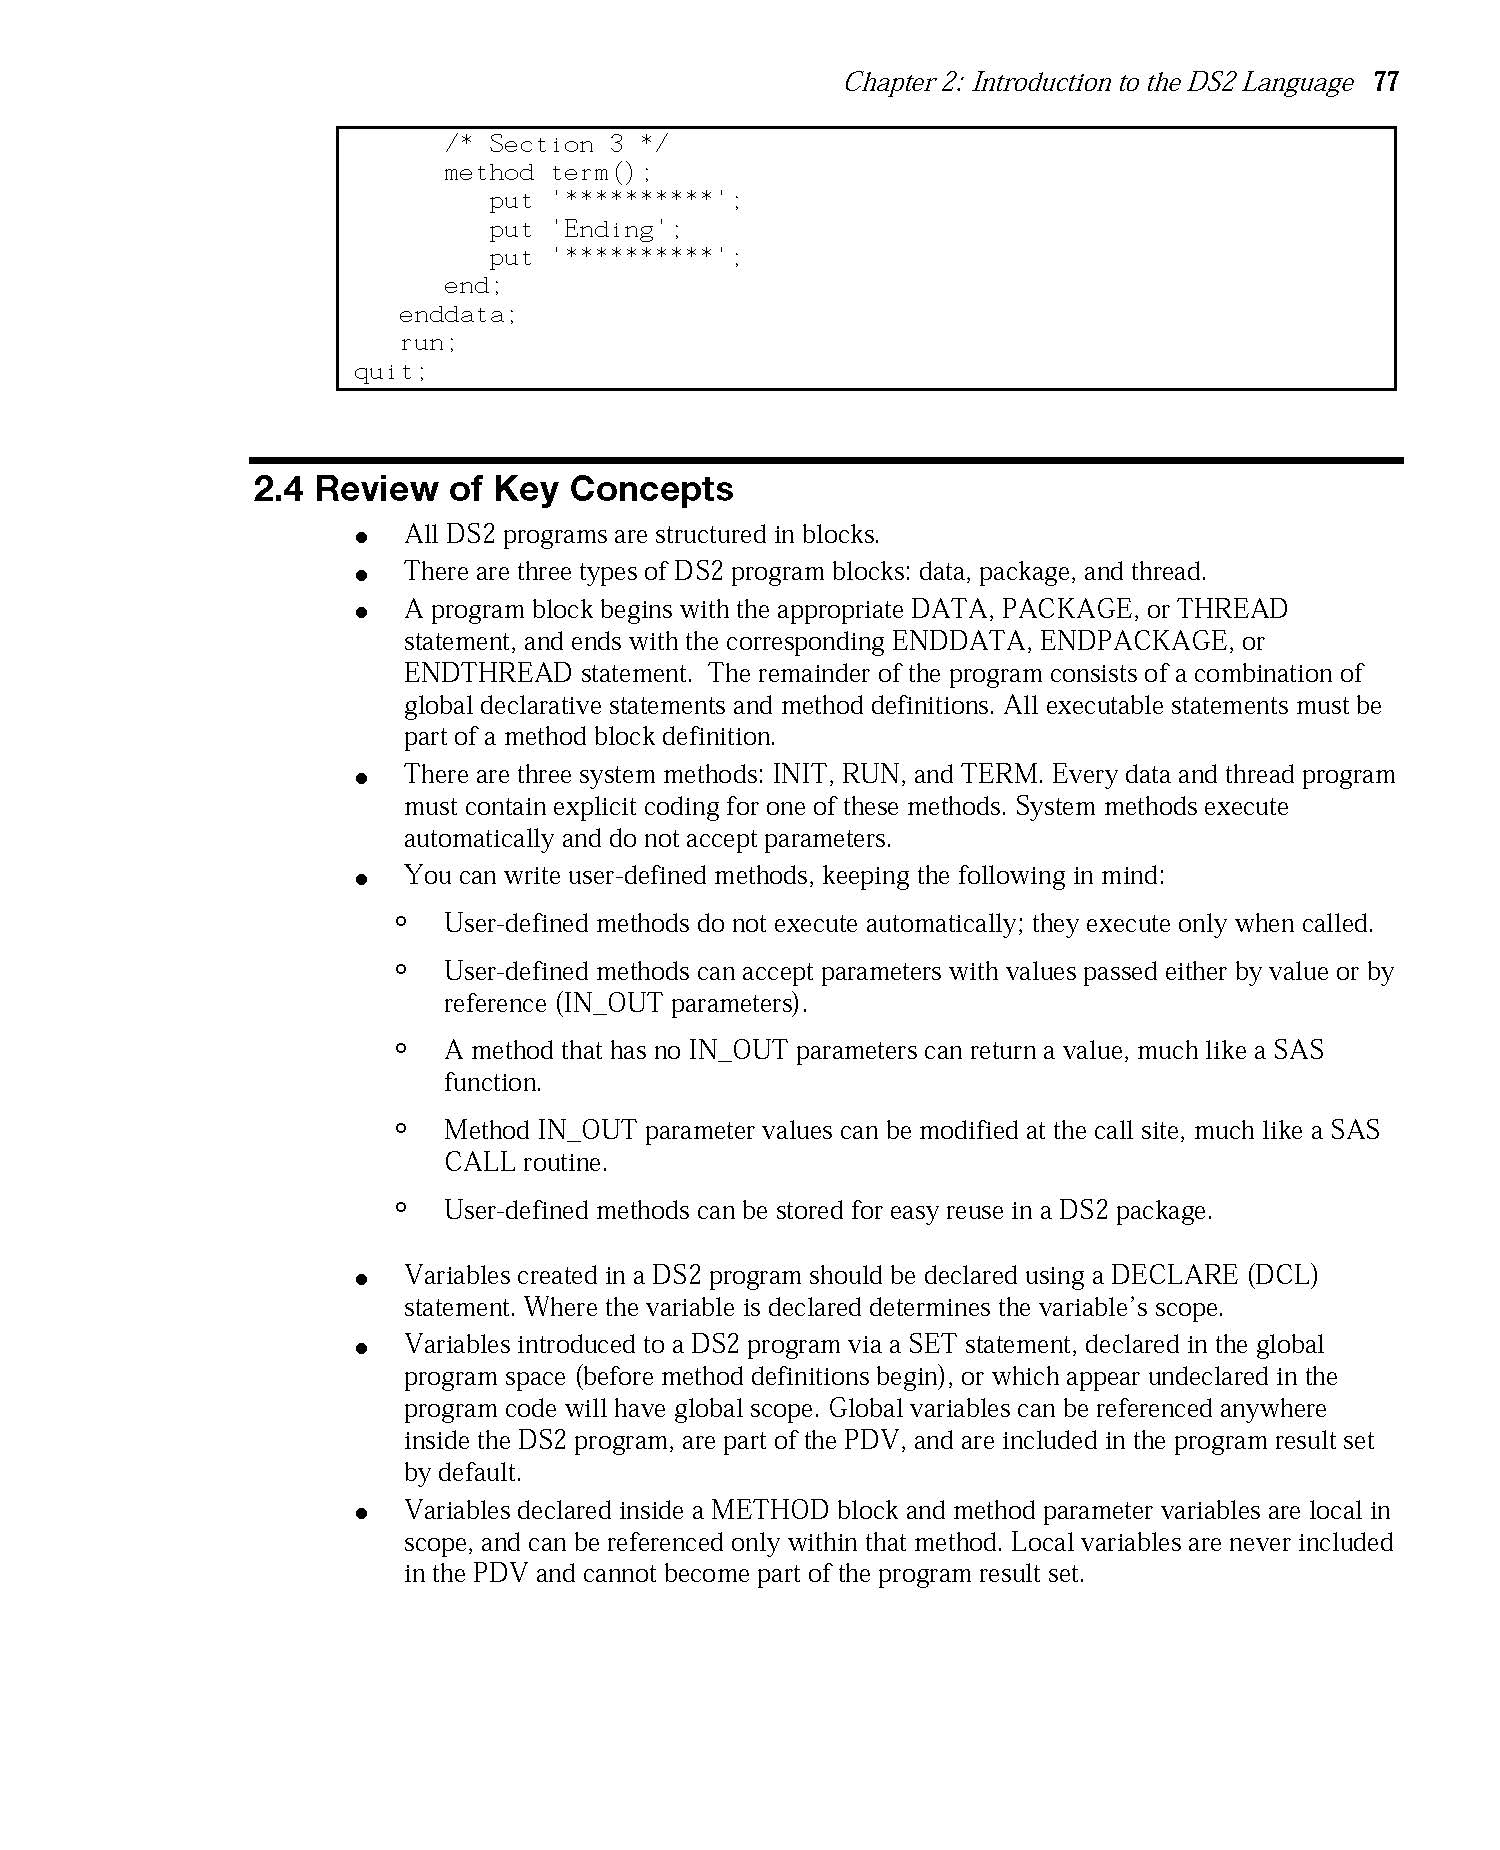 Chapter 2: Introduction to the DS2 Language 77
/* Section 3 */
method term();
put '**********';
put 'Ending';
put '**********';
end;
enddata;
run;
quit;
2.4 Review of Key Concepts
● All DS2 programs are structured in blocks.
● There are three types of DS2 program blocks: data, package, and thread.
● A program block begins with the appropriate DATA, PACKAGE, or THREAD
statement, and ends with the corresponding ENDDATA, ENDPACKAGE, or
ENDTHREAD statement. The remainder of the program consists of a combination of
global declarative statements and method definitions. All executable statements must be
part of a method block definition.
● There are three system methods: INIT, RUN, and TERM. Every data and thread program
must contain explicit coding for one of these methods. System methods execute
automatically and do not accept parameters.
● You can write user-defined methods, keeping the following in mind:
○ User-defined methods do not execute automatically; they execute only when called.
○ User-defined methods can accept parameters with values passed either by value or by
reference (IN_OUT parameters).
○ A method that has no IN_OUT parameters can return a value, much like a SAS
function.
○ Method IN_OUT parameter values can be modified at the call site, much like a SAS
CALL routine.
○ User-defined methods can be stored for easy reuse in a DS2 package.
● Variables created in a DS2 program should be declared using a DECLARE (DCL)
statement. Where the variable is declared determines the variable’s scope.
● Variables introduced to a DS2 program via a SET statement, declared in the global
program space (before method definitions begin), or which appear undeclared in the
program code will have global scope. Global variables can be referenced anywhere
inside the DS2 program, are part of the PDV, and are included in the program result set
by default.
● Variables declared inside a METHOD block and method parameter variables are local in
scope, and can be referenced only within that method. Local variables are never included
in the PDV and cannot become part of the program result set.